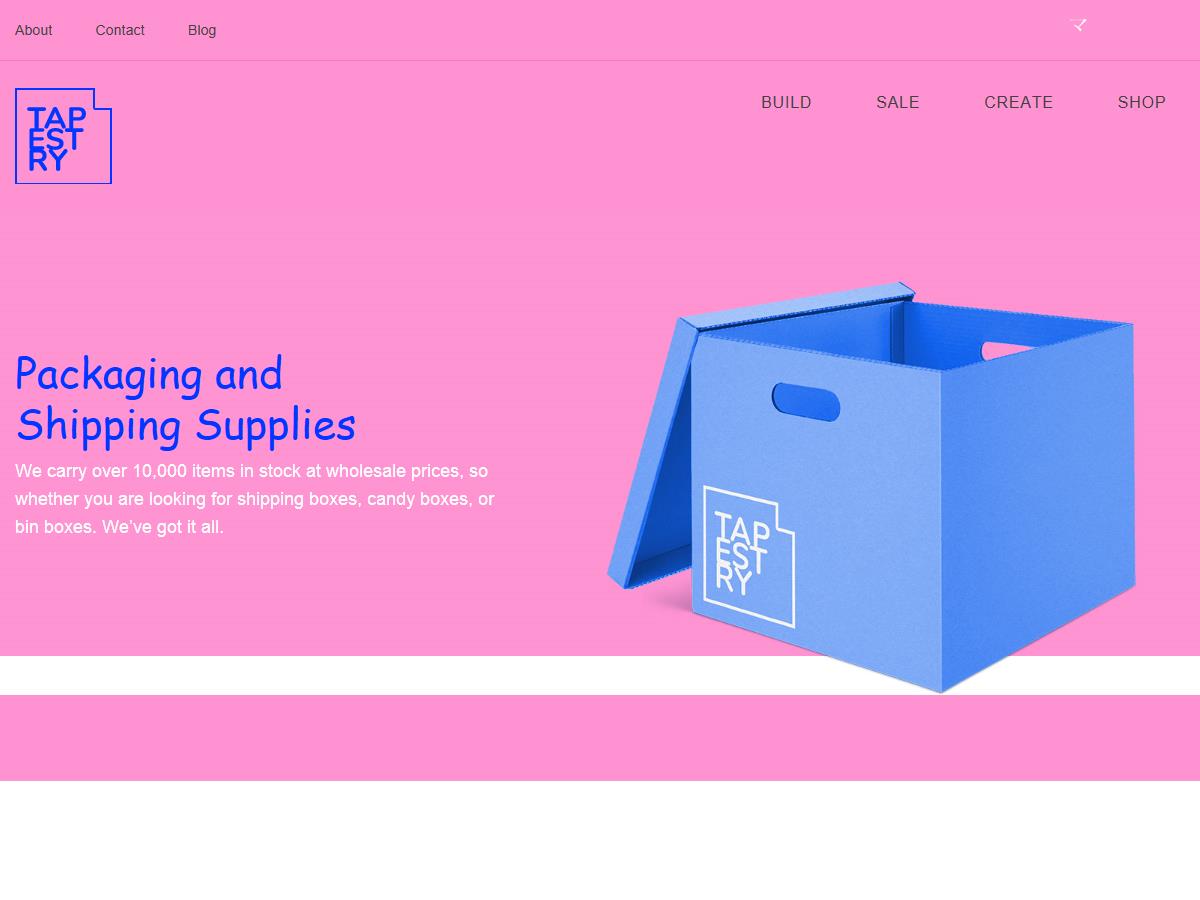 About Contact Blog
TAP
EST
RY
BUILD SALE CREATE SHOP
Packaging and
Shipping Supplies
We carry over 10,000 items in stock at wholesale prices, so
whether you are looking for shipping boxes, candy boxes, or
bin boxes. We've got it all.
TAP
EST
RY